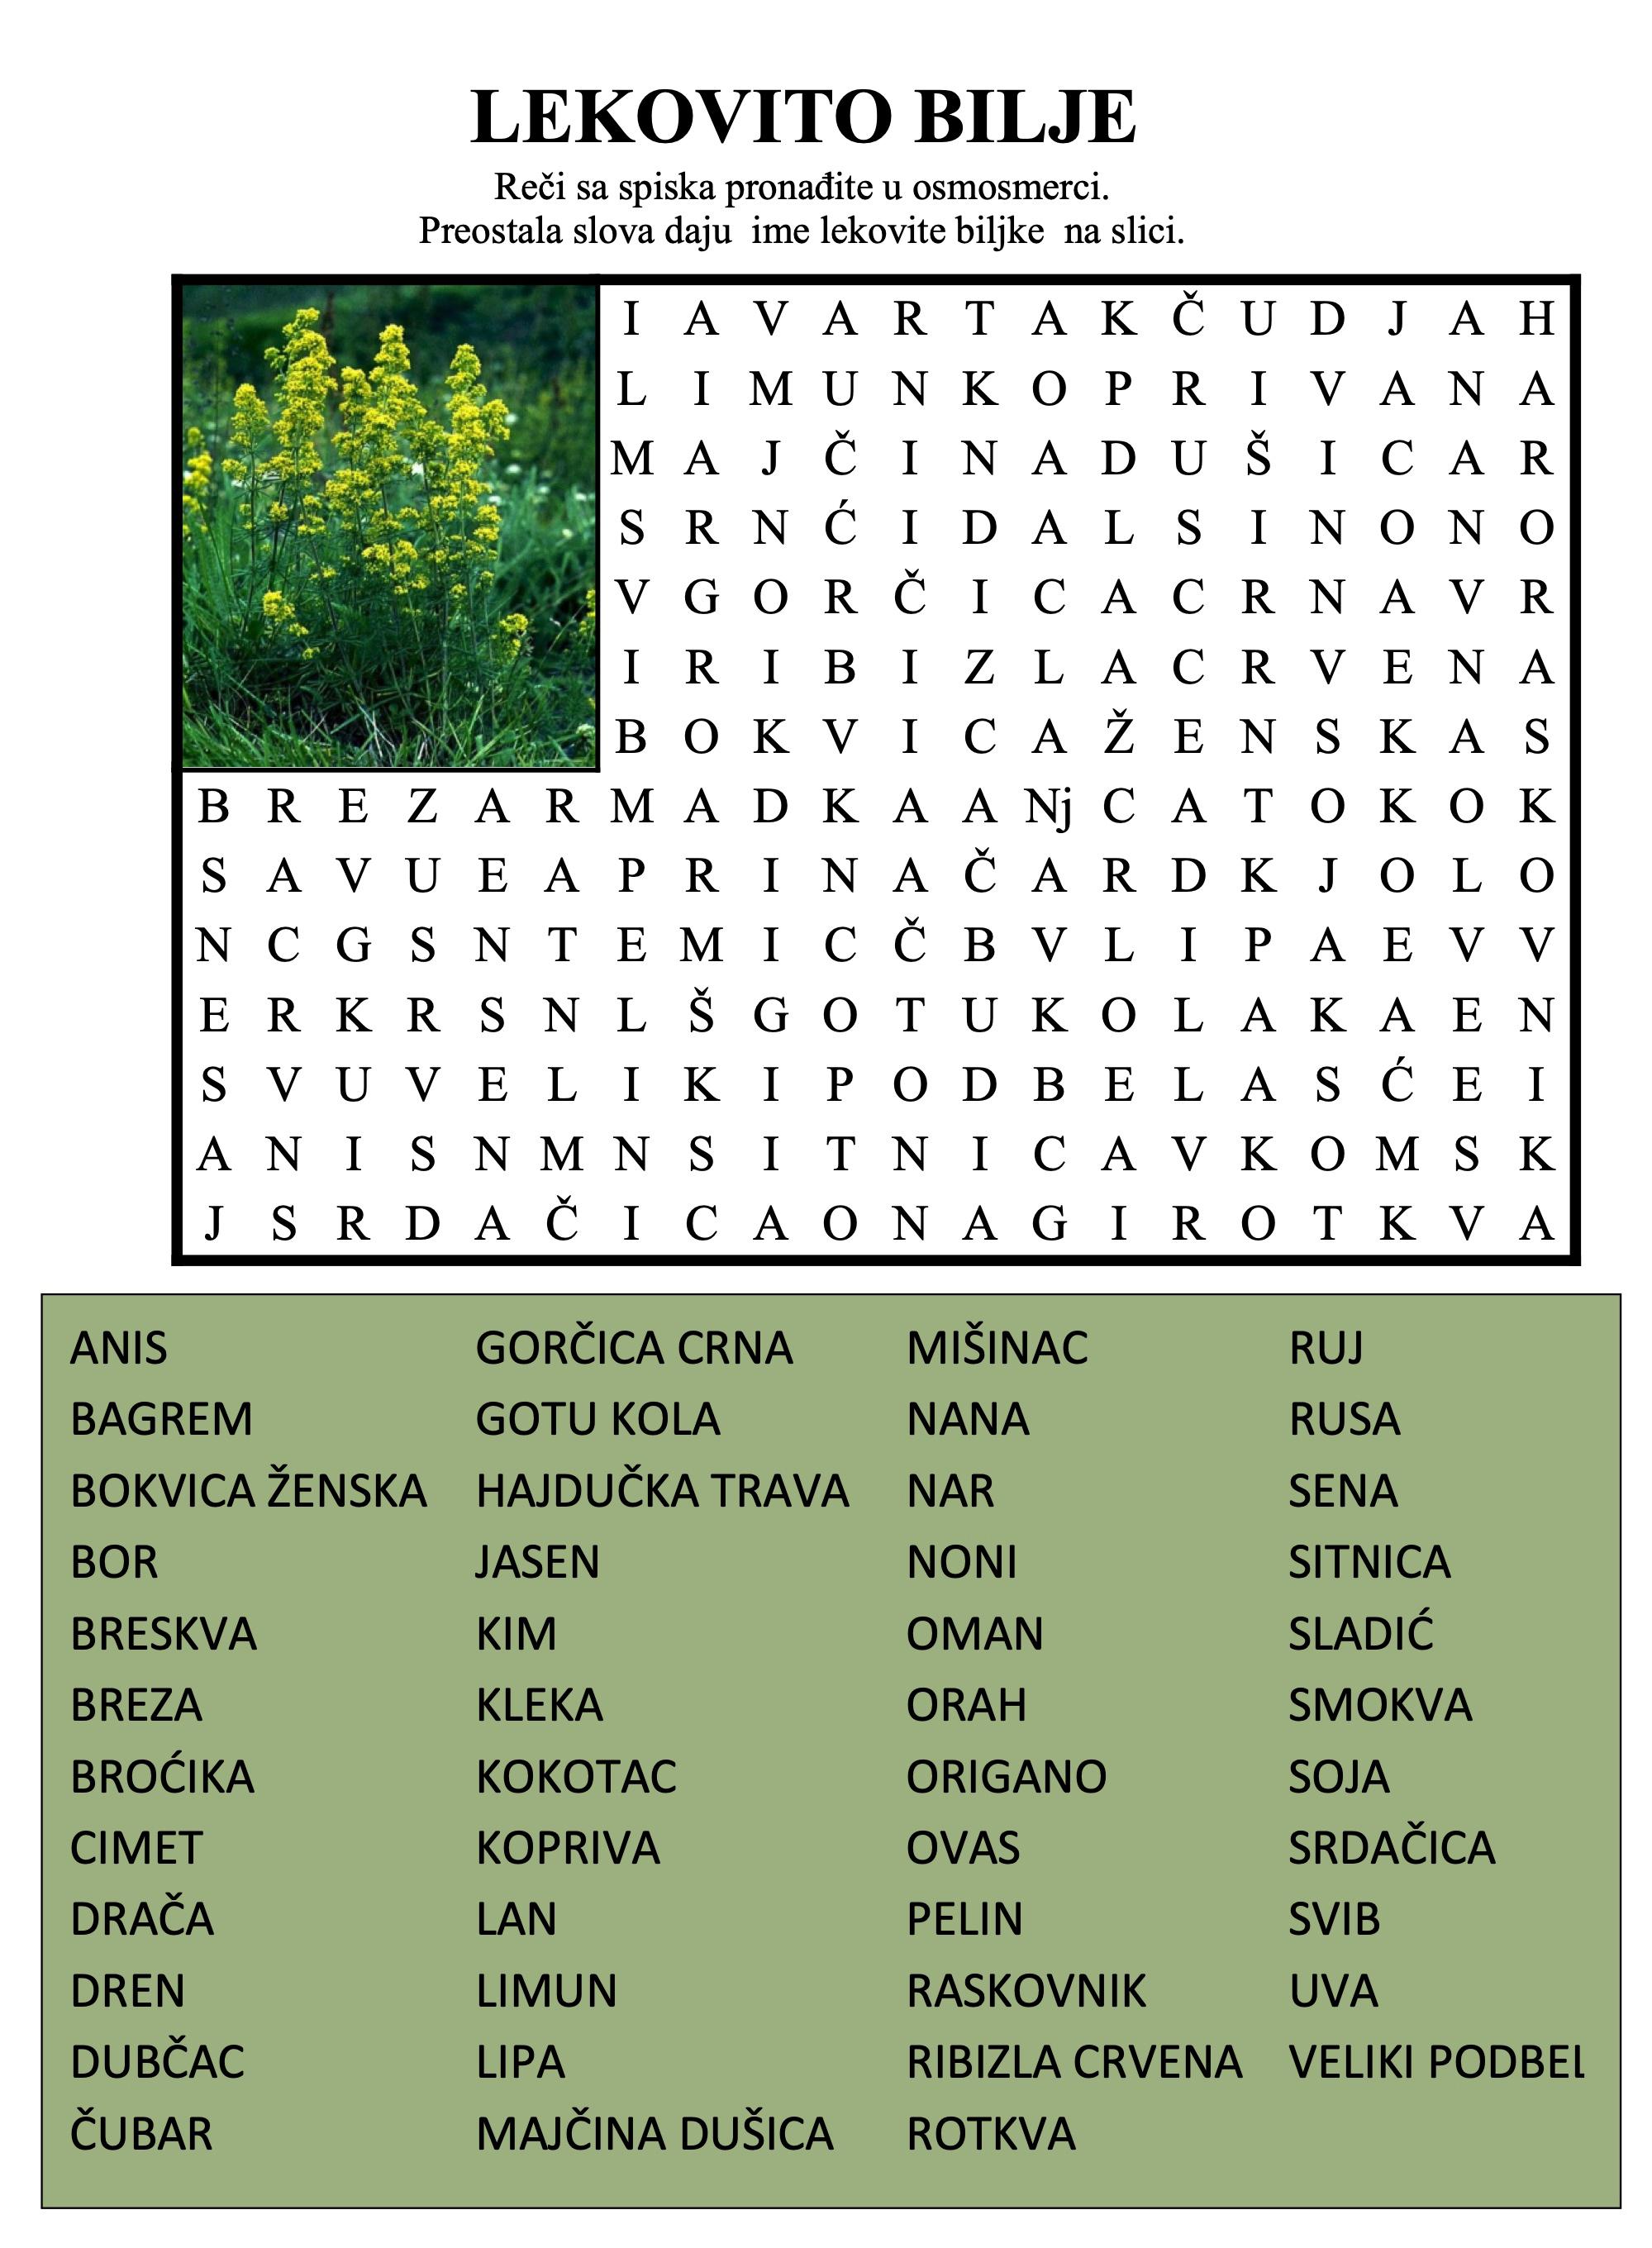 LEKOVITO BILJE
Reči sa spiska pronađite u osmosmerci.
Preostala slova daju ime lekovite biljke na slici.
I A V A R T A K Č U D J A H
L I M U N K O P R I V A N A
M A J Č I N A D U Š I C A R
S R N Ć I D A L S I N O N O
V G O R Č I C A C R N A V R
I R I B I Z L A C R V E N A
B O K V I C A Ž E N S K A S
B R E Z A R M A D K A A Nj C A T O K O K
S A V U E A P R I N A Č A R D K J O L O
N C G S N T E M I C Č B V L I P A E V V
E R K R S N L Š G O T U K O L A K A E N
S V U V E L I K I P O D B E L A S Ć E I
A N I S N M N S I T N I C A V K O M S K
J S R D A Č I C A O N A G I R O T K V A
ANIS GORČICA CRNA MIŠINAC RUJ
BAGREM GOTU KOLA NANA RUSA
BOKVICA ŽENSKA HAJDUČKA TRAVA NAR SENA
BOR JASEN NONI SITNICA
BRESKVA KIM OMAN SLADIĆ
BREZA KLEKA ORAH SMOKVA
BROĆIKA KOKOTAC ORIGANO SOJA
CIMET KOPRIVA OVAS SRDAČICA
DRAČA LAN PELIN SVIB
DREN LIMUN RASKOVNIK UVA
DUBČAC LIPA RIBIZLA CRVENA VELIKI PODBEL
ČUBAR MAJČINA DUŠICA ROTKVA